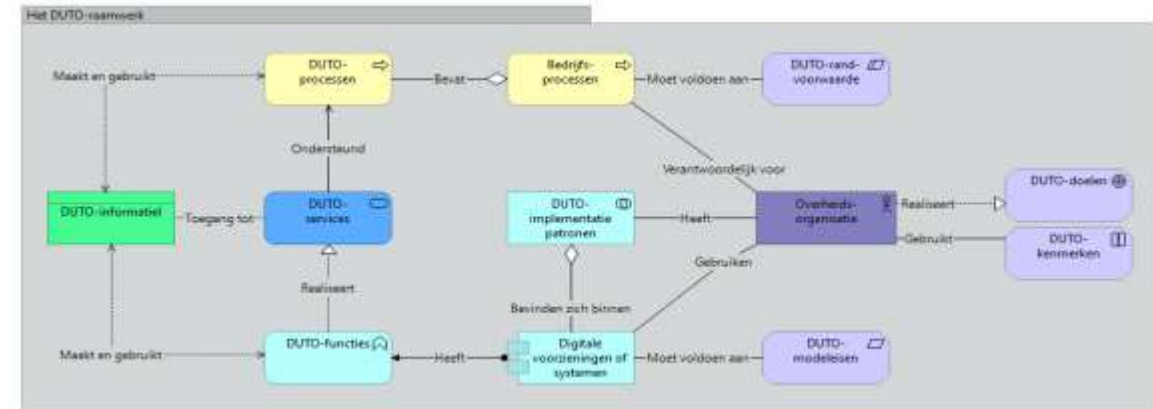 Het DUTO-raamwerk
Maakt en gebruikt
DUTO-
processen
Bevat
Bedrijfs-
processen
Moet voldoen aan
DUTO-rand-
voorwaarde
Ondersteund
Verantwoordelijk voor
DUTO-informatiel
Toegang tot
DUTO-
services
DUTO-
implementatie
patronen
Heeft
Overheids-
organisatie
Realiseert
DUTO-doelen
Gebruikt
DUTO-
kenmerken
Gebruiken
Realiseert
Bevinden zich binnen
Maakt en gebruikt
DUTO-functies
Heeft
Digitale
voorzieningen of
systemen
Moet voldoen aan
DUTO-
modeleisen